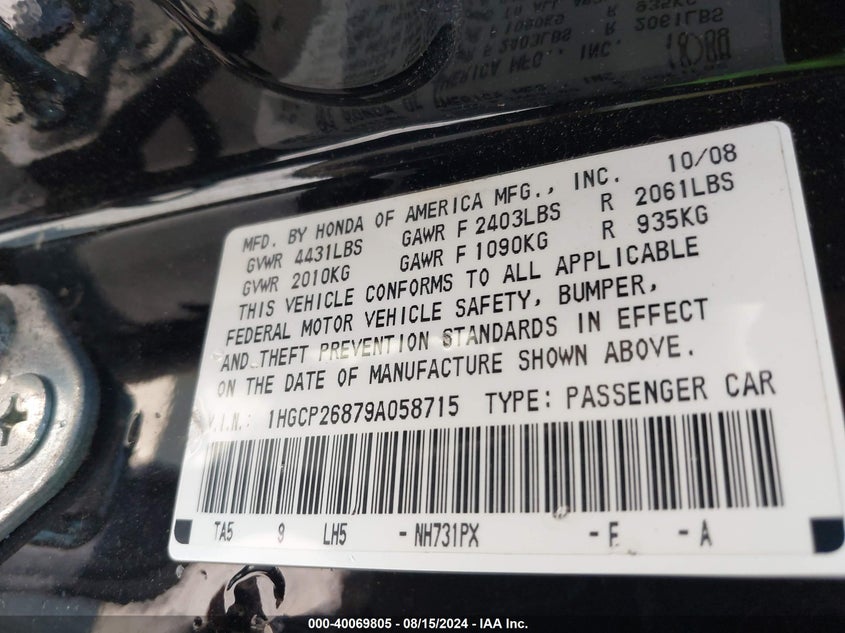 MFD. BY HONDA OF AMERICA MFG., INC. 10/08
GVWR 4431LBS GAWR F 2403LBS R 2061LBS
GVWR 2010KG GAWR F 1090KG R 935KG
THIS VEHICLE CONFORMS TO ALL APPLICABLE
FEDERAL MOTOR VEHICLE SAFETY, BUMPER,
AND THEFT PREVENTION STANDARDS IN EFFECT
ON THE DATE OF MANUFACTURE SHOWN ABOVE.
V.I.N.: 1HGCP26879A058715 TYPE: PASSENGER CAR
TA5 9 LH5 -NH731PX -E -A
000-40069805 - 08/15/2024 - IAA Inc.